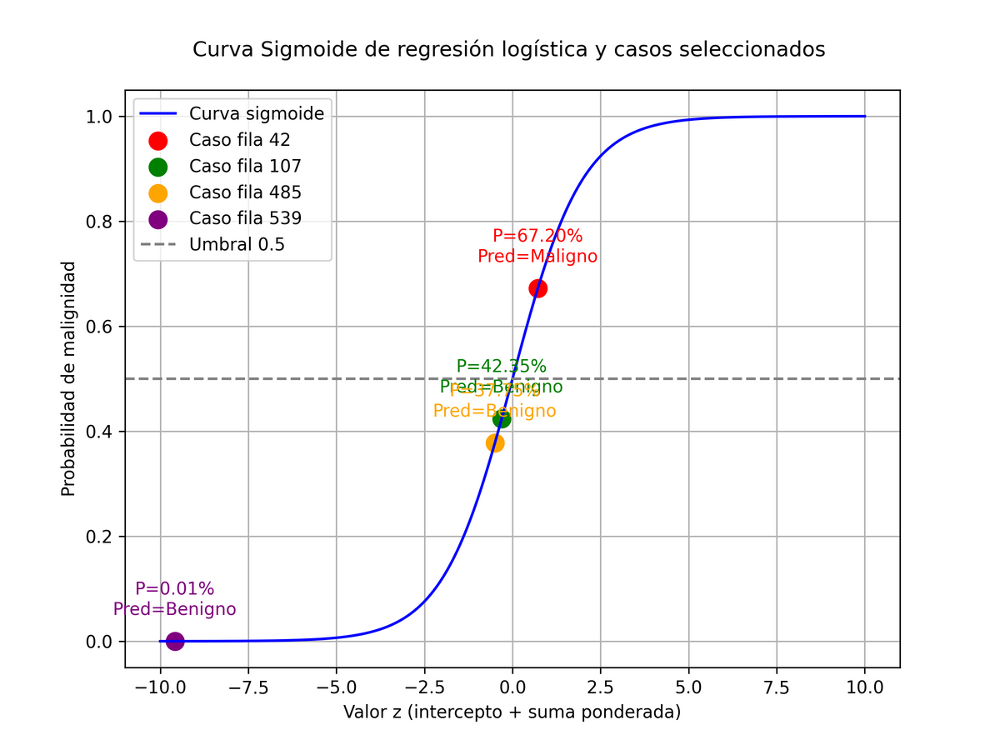 Curva Sigmoide de regresión logística y casos seleccionados
Curva sigmoide
Caso fila 42
Caso fila 107
Caso fila 485
Caso fila 539
Umbral 0.5
P=67.20%
Pred=Maligno
P=42.35%
Pred=Benigno
P=37.75%
Pred=Benigno
P=0.01%
Pred=Benigno
Probabilidad de malignidad
1.0
0.8
0.6
0.4
0.2
0.0
−10.0 −7.5 −5.0 −2.5 0.0 2.5 5.0 7.5 10.0
Valor z (intercepto + suma ponderada)